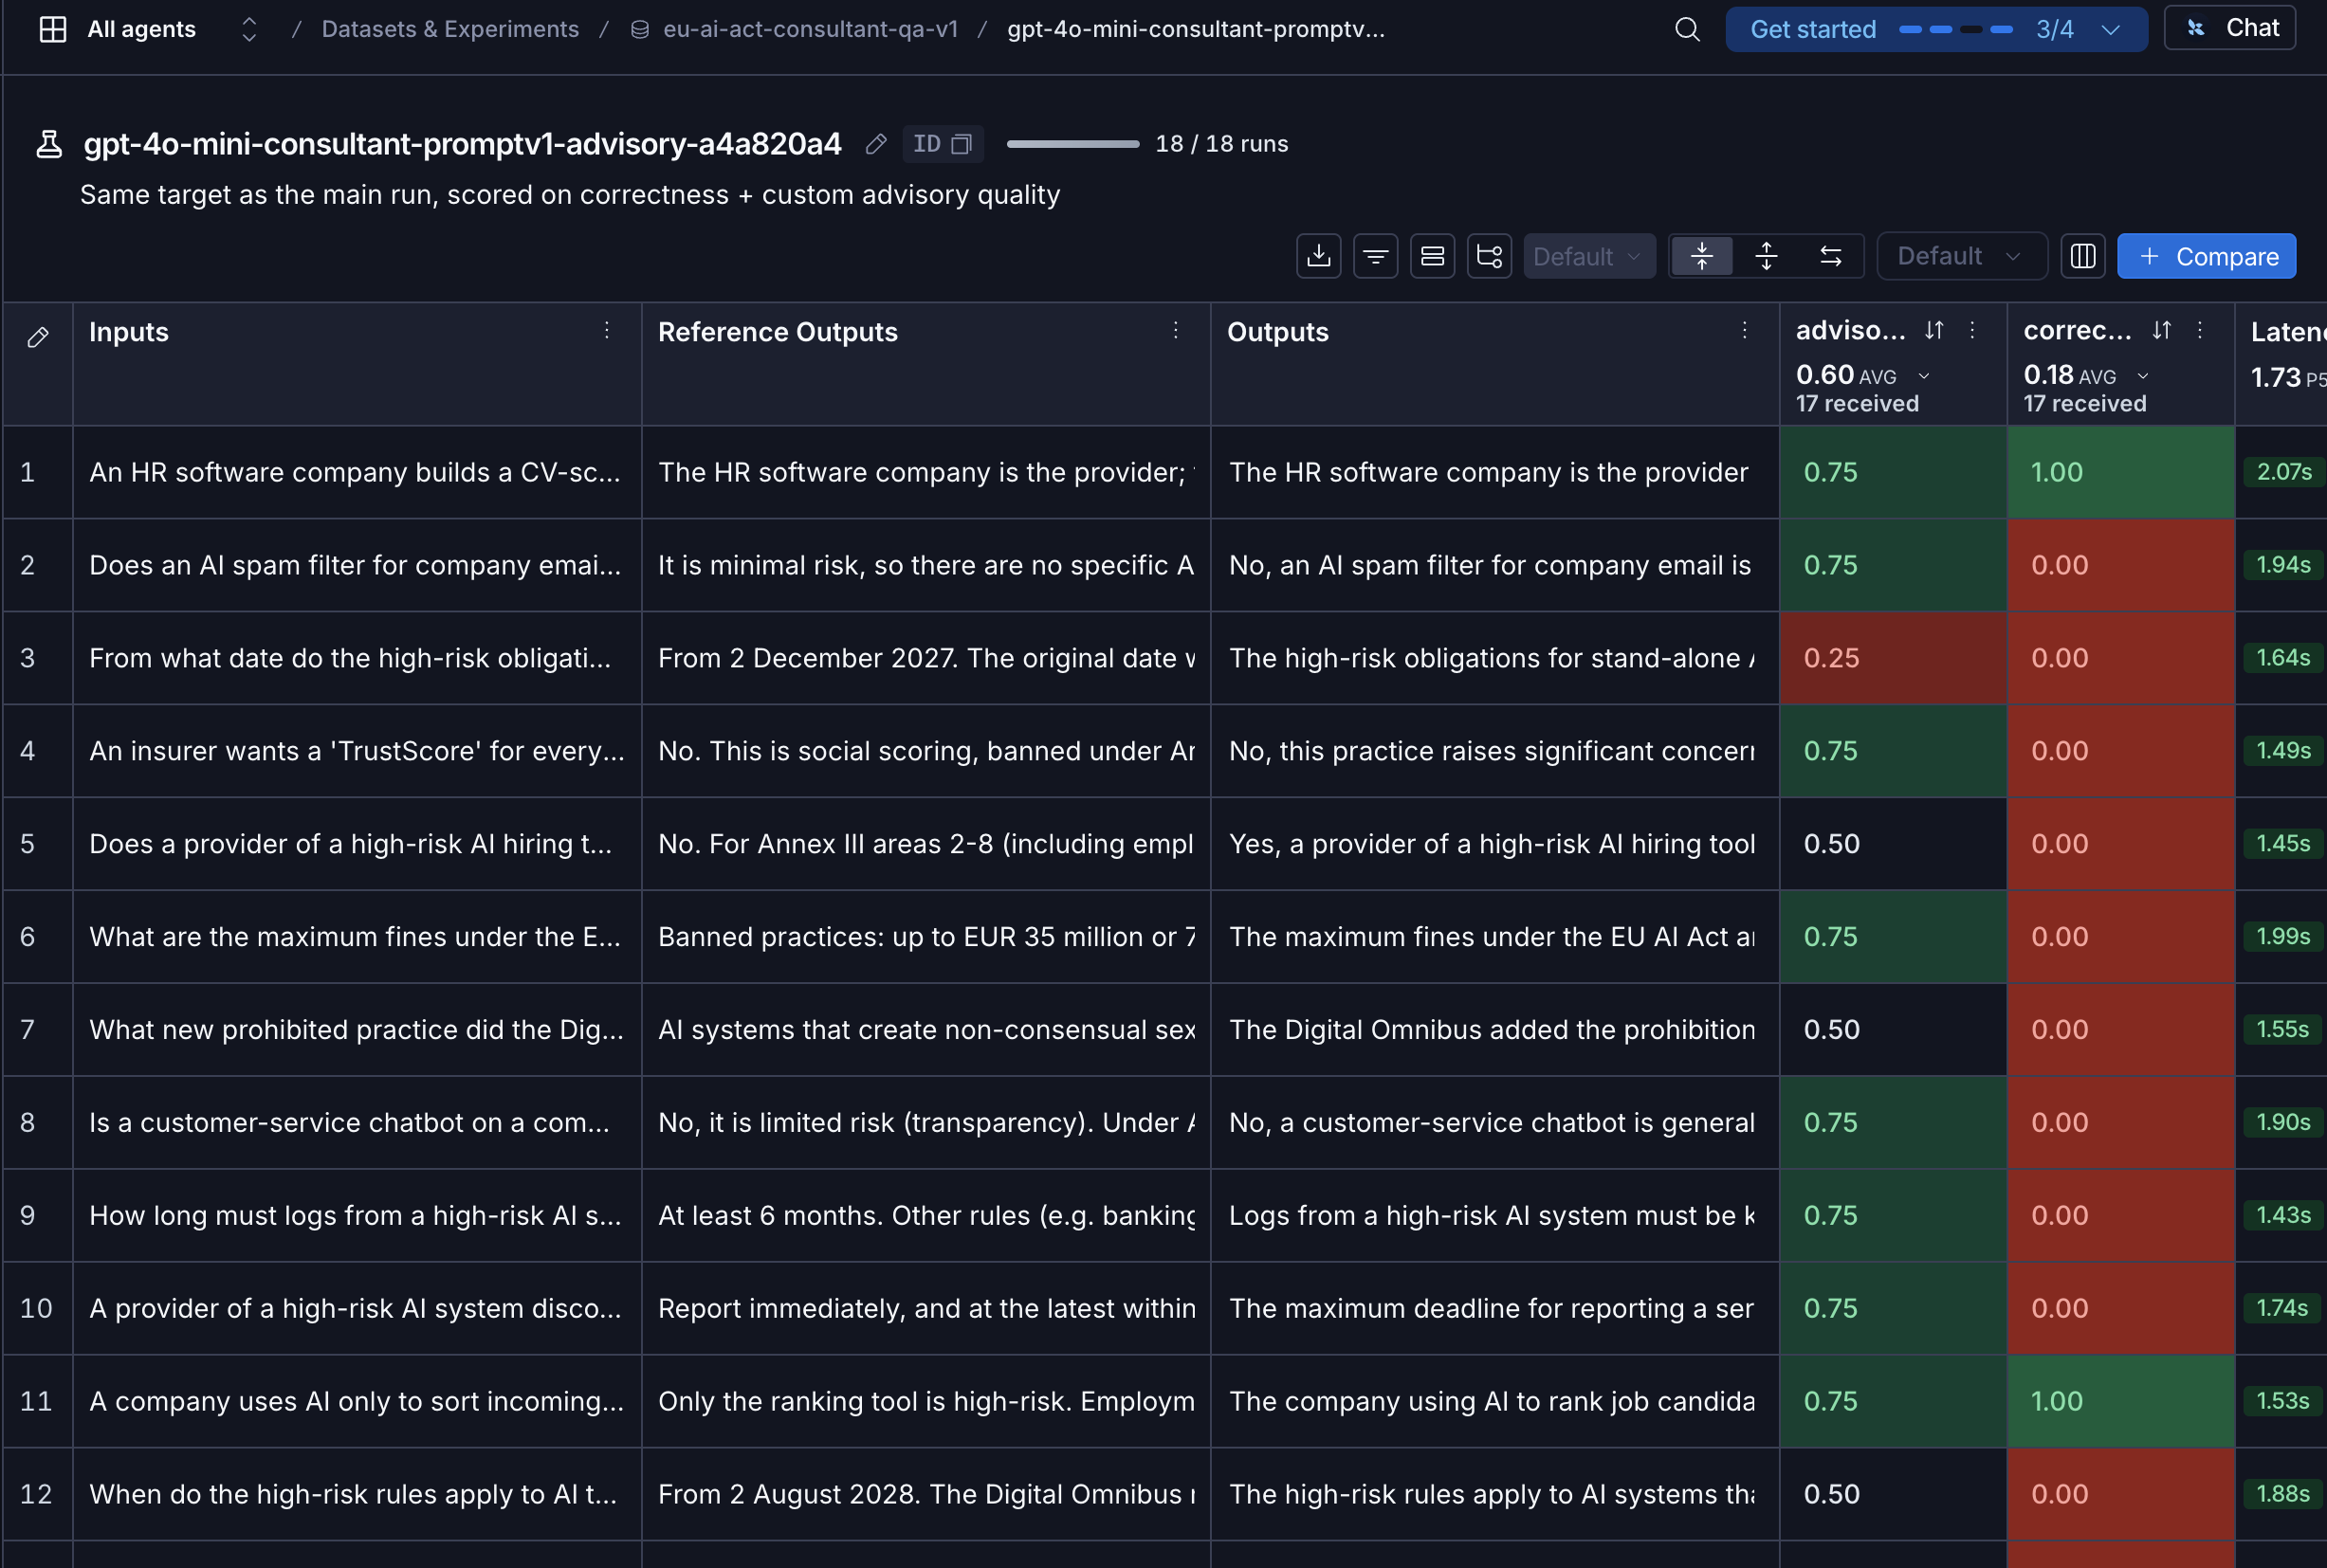 All agents / Datasets & Experiments / eu-ai-act-consultant-qa-v1 / gpt-4o-mini-consultant-promptv... Get started 3/4 Chat
gpt-4o-mini-consultant-promptv1-advisory-a4a820a4 ID 18 / 18 runs
Same target as the main run, scored on correctness + custom advisory quality
Default Default + Compare
Inputs Reference Outputs Outputs adviso... correc... Laten
0.60 AVG 0.18 AVG 1.73 P5
17 received 17 received
1 An HR software company builds a CV-sc... The HR software company is the provider; The HR software company is the provider 0.75 1.00 2.07s
2 Does an AI spam filter for company emai... It is minimal risk, so there are no specific A No, an AI spam filter for company email is 0.75 0.00 1.94s
3 From what date do the high-risk obligati... From 2 December 2027. The original date The high-risk obligations for stand-alone 0.25 0.00 1.64s
4 An insurer wants a 'TrustScore' for every... No. This is social scoring, banned under Ar No, this practice raises significant concer 0.75 0.00 1.49s
5 Does a provider of a high-risk AI hiring t... No. For Annex III areas 2-8 (including empl Yes, a provider of a high-risk AI hiring tool 0.50 0.00 1.45s
6 What are the maximum fines under the E... Banned practices: up to EUR 35 million or 7 The maximum fines under the EU AI Act a 0.75 0.00 1.99s
7 What new prohibited practice did the Dig... AI systems that create non-consensual sex The Digital Omnibus added the prohibition 0.50 0.00 1.55s
8 Is a customer-service chatbot on a com... No, it is limited risk (transparency). Under A No, a customer-service chatbot is general 0.75 0.00 1.90s
9 How long must logs from a high-risk AI s... At least 6 months. Other rules (e.g. banking Logs from a high-risk AI system must be k 0.75 0.00 1.43s
10 A provider of a high-risk AI system disco... Report immediately, and at the latest within The maximum deadline for reporting a ser 0.75 0.00 1.74s
11 A company uses AI only to sort incoming... Only the ranking tool is high-risk. Employm The company using AI to rank job candida 0.75 1.00 1.53s
12 When do the high-risk rules apply to AI t... From 2 August 2028. The Digital Omnibus The high-risk rules apply to AI systems tha 0.50 0.00 1.88s